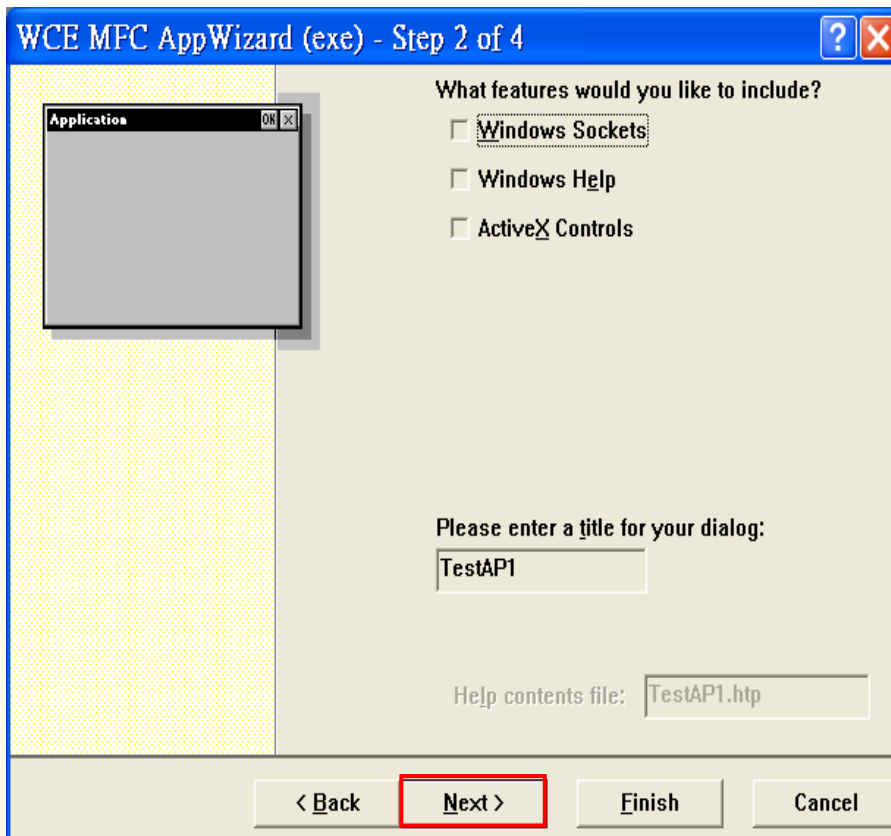 WCE MFC AppWizard (exe) - Step 2 of 4
Application OK ×
What features would you like to include?
Windows Sockets
Windows Help
ActiveX Controls
Please enter a title for your dialog:
TestAP1
Help contents file: TestAP1.htp
< Back Next > Finish Cancel